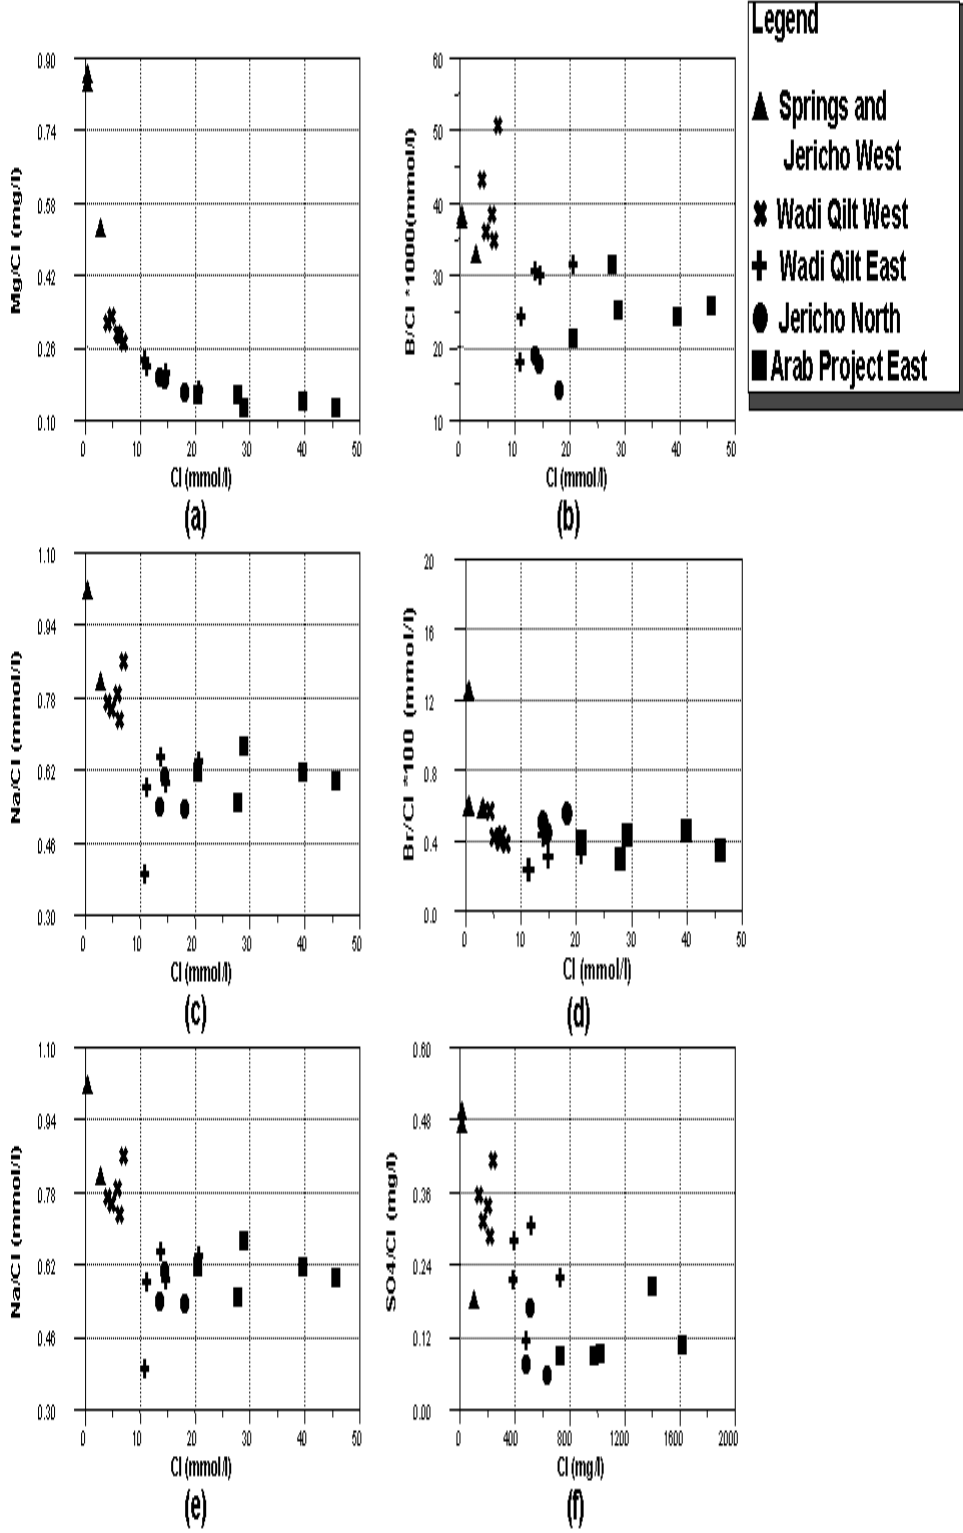 Legend
Springs and
Jericho West
Wadi Qilt West
Wadi Qilt East
Jericho North
Arab Project East
Mg/Cl (mg/l)
0.90
0.74
0.58
0.40
0.26
0.10
0 10 20 30 40 50
Cl (mmol/l)
(a)
B/Cl *1000(mmol/l)
60
50
40
30
20
10
0 10 20 30 40 50
Cl (mmol/l)
(b)
Na/Cl (mmol/l)
1.10
0.94
0.78
0.62
0.46
0.30
0 10 20 30 40 50
Cl (mmol/l)
(c)
Br/Cl *100 (mmol/l)
20
16
12
0.8
0.4
0.0
0 10 20 30 40 50
Cl (mmol/l)
(d)
Na/Cl (mmol/l)
1.10
0.94
0.78
0.62
0.46
0.30
0 10 20 30 40 50
Cl (mmol/l)
(e)
SO4/Cl (mg/l)
0.60
0.48
0.36
0.24
0.12
0.00
0 400 800 1200 1600 2000
Cl (mg/l)
(f)